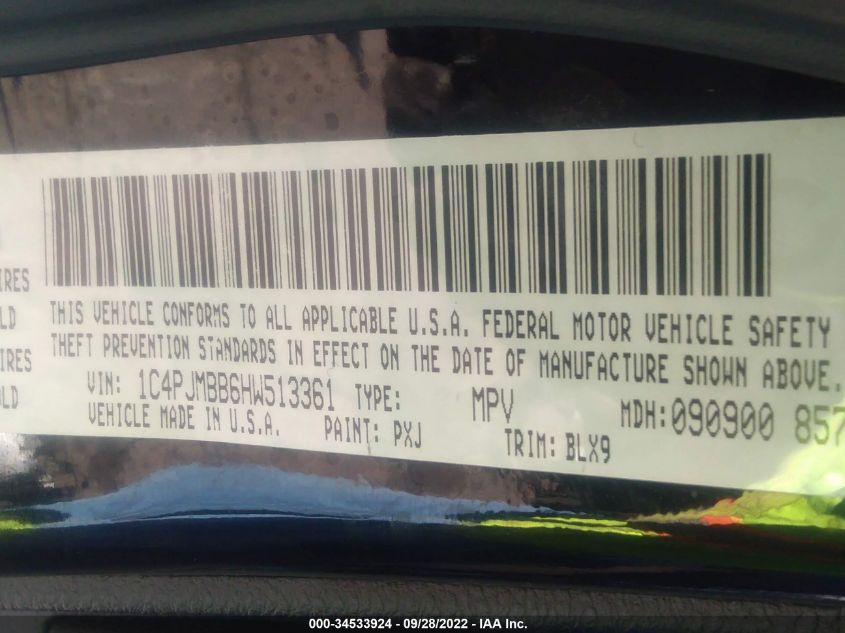 IRES
LD
IRES
OLD
THIS VEHICLE CONFORMS TO ALL APPLICABLE U.S.A. FEDERAL MOTOR VEHICLE SAFETY
THEFT PREVENTION STANDARDS IN EFFECT ON THE DATE OF MANUFACTURE SHOWN ABOVE.
VIN: 1C4PJMBB6HW513361 TYPE: MPV MDH: 090900 857
VEHICLE MADE IN U.S.A. PAINT: PXJ TRIM: BLX9
000-34533924 / 09/28/2022 - IAA Inc.